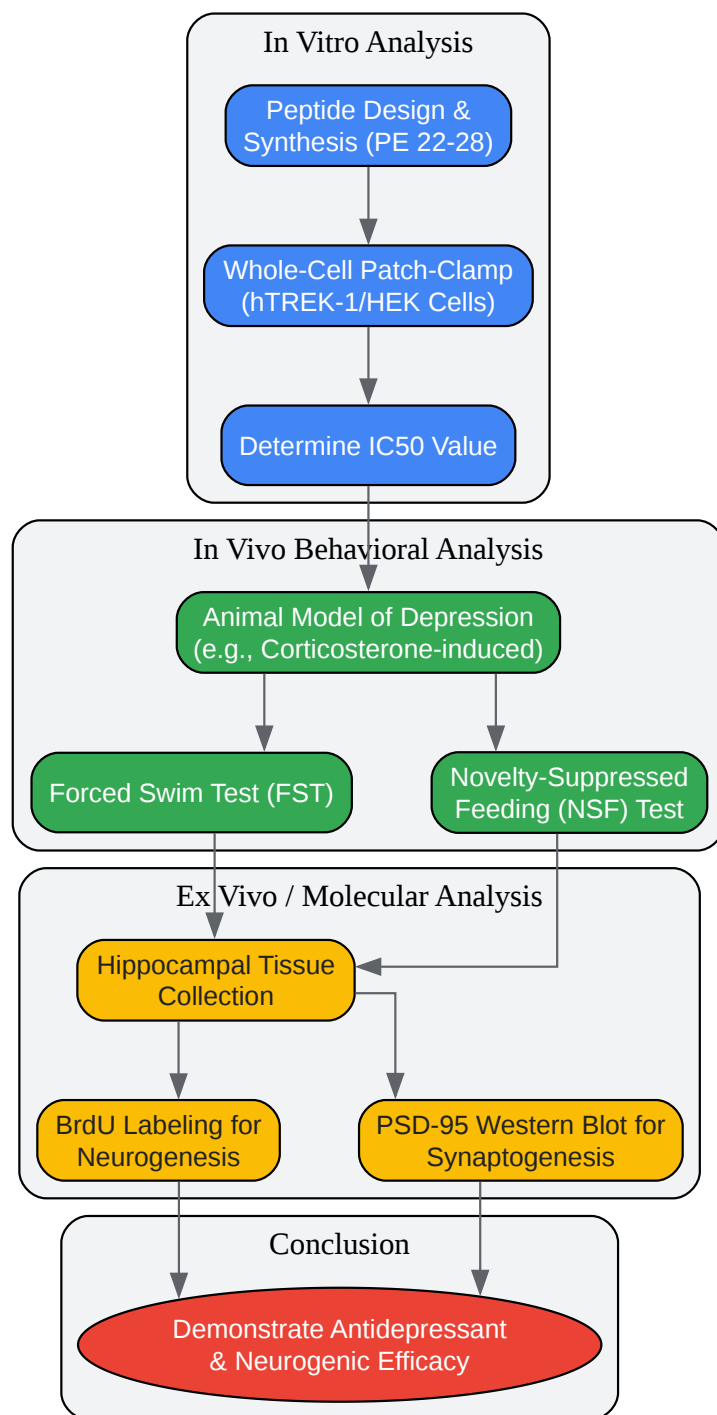 In Vitro Analysis
Peptide Design &
Synthesis (PE 22-28)
Whole-Cell Patch-Clamp
(hTREK-1/HEK Cells)
Determine IC50 Value
In Vivo Behavioral Analysis
Animal Model of Depression
(e.g., Corticosterone-induced)
Forced Swim Test (FST)
Novelty-Suppressed
Feeding (NSF) Test
Ex Vivo / Molecular Analysis
Hippocampal Tissue
Collection
BrdU Labeling for
Neurogenesis
PSD-95 Western Blot for
Synaptogenesis
Conclusion
Demonstrate Antidepressant
& Neurogenic Efficacy